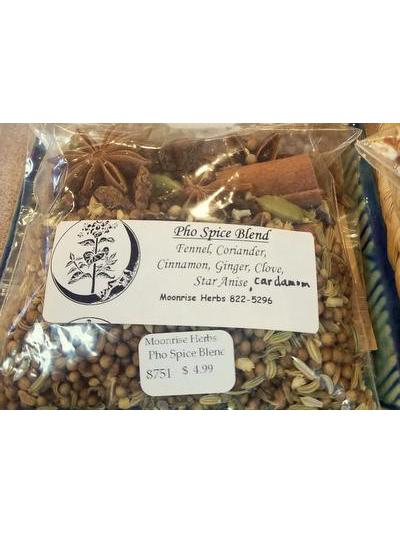 Pho Spice Blend
Fennel, Coriander,
Cinnamon, Ginger, Clove,
Star Anise, cardamom
Moonrise Herbs 822-5296
Moonrise Herbs
Pho Spice Blend
8751 $ 4.99